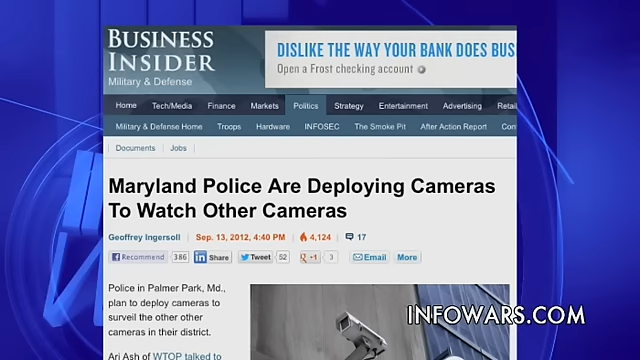 BUSINESS
INSIDER
Military & Defense
DISLIKE THE WAY YOUR BANK DOES BUS
Open a Frost checking account
Home Tech/Media Finance Markets Politics Strategy Entertainment Advertising Retai
Military & Defense Home Troops Hardware INFOSEC The Smoke Pit After Action Report Con
Documents Jobs
Maryland Police Are Deploying Cameras
To Watch Other Cameras
Geoffrey Ingersoll | Sep. 13, 2012, 4:40 PM | 4,124 | 17
Recommend 386 Share Tweet 52 +1 3 Email More
Police in Palmer Park, Md.,
plan to deploy cameras to
surveil the other other
cameras in their district.
Ari Ash of WTOP talked to
INFOWARS.COM